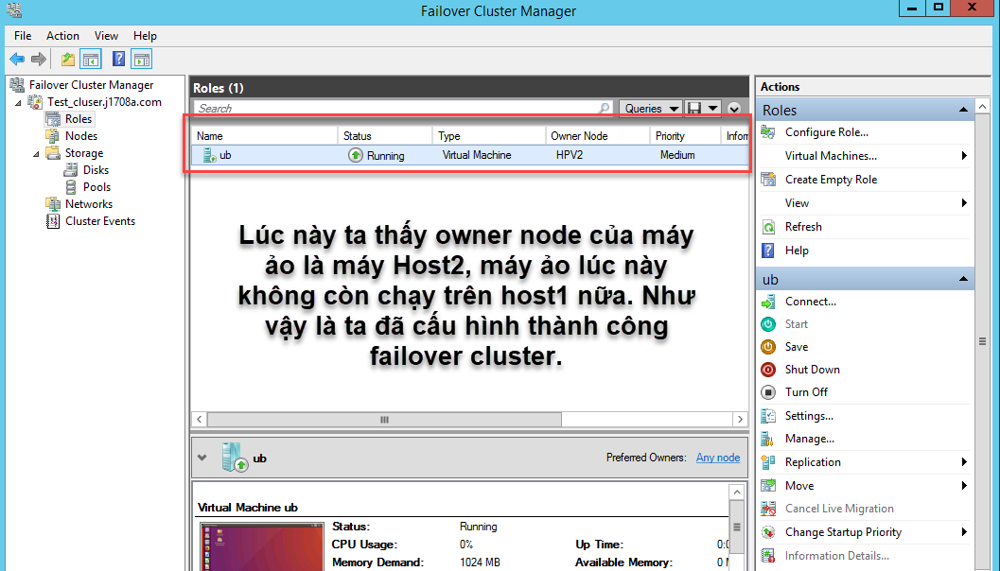 Failover Cluster Manager
File Action View Help
Failover Cluster Manager
Test_cluser.j1708a.com
Roles
Nodes
Storage
Disks
Pools
Networks
Cluster Events
Roles (1)
Search
Queries
Name Status Type Owner Node Priority Inform
ub Running Virtual Machine HPV2 Medium
Lúc này ta thấy owner node của máy
ảo là máy Host2, máy ảo lúc này
không còn chạy trên host1 nữa. Như
vậy là ta đã cấu hình thành công
failover cluster.
ub
Preferred Owners: Any node
Virtual Machine ub
Status: Running
CPU Usage: 0% Up Time:
Memory Demand: 1024 MB Available Memory:
Actions
Roles
Configure Role...
Virtual Machines...
Create Empty Role
View
Refresh
Help
ub
Connect...
Start
Save
Shut Down
Turn Off
Settings...
Manage...
Replication
Move
Cancel Live Migration
Change Startup Priority
Information Details...